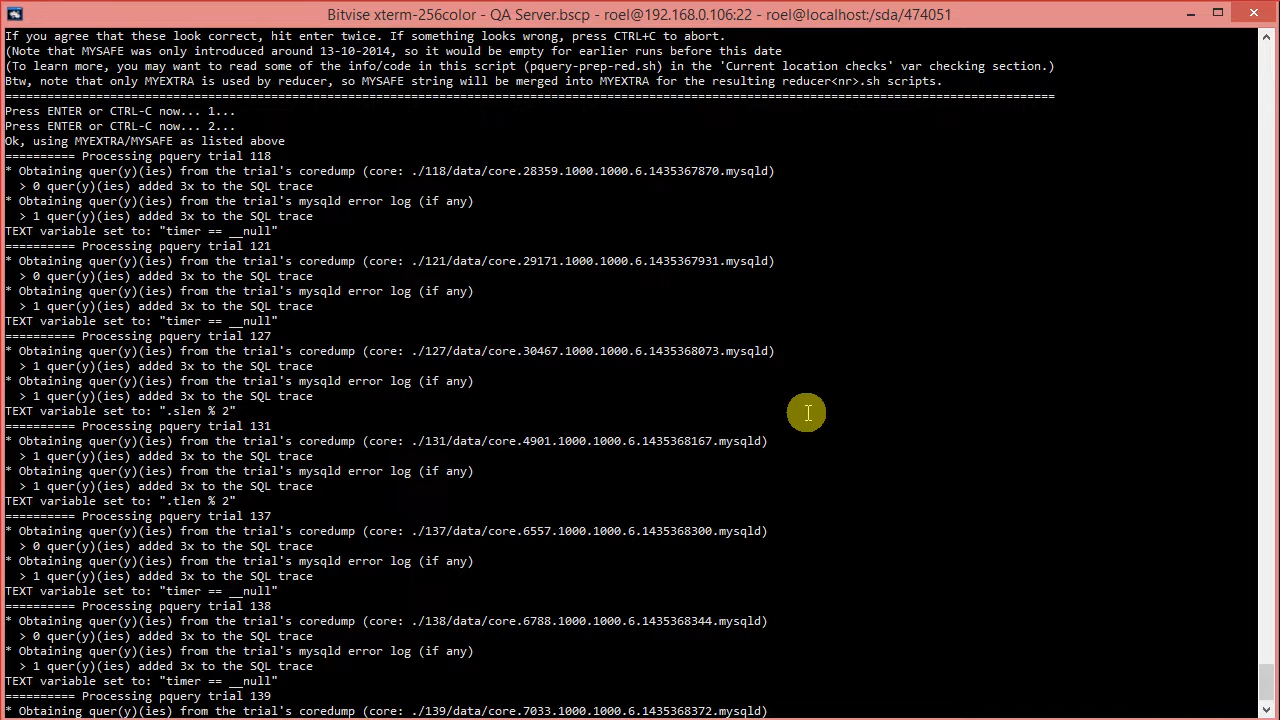 Bitvise xterm-256color - QA Server.bscp - roel@192.168.0.106:22 - roel@localhost:/sda/474051
If you agree that these look correct, hit enter twice. If something looks wrong, press CTRL+C to abort.
(Note that MYSAFE was only introduced around 13-10-2014, so it would be empty for earlier runs before this date
(To learn more, you may want to read some of the info/code in this script (pquery-prep-red.sh) in the 'Current location checks' var checking section.)
Btw, note that only MYEXTRA is used by reducer, so MYSAFE string will be merged into MYEXTRA for the resulting reducer<nr>.sh scripts.
======================================================================================================================================================
Press ENTER or CTRL-C now... 1...
Press ENTER or CTRL-C now... 2...
Ok, using MYEXTRA/MYSAFE as listed above
========== Processing pquery trial 118
* Obtaining quer(y)(ies) from the trial's coredump (core: ./118/data/core.28359.1000.1000.6.1435367870.mysqld)
  > 0 quer(y)(ies) added 3x to the SQL trace
* Obtaining quer(y)(ies) from the trial's mysqld error log (if any)
  > 1 quer(y)(ies) added 3x to the SQL trace
TEXT variable set to: "timer == __null"
========== Processing pquery trial 121
* Obtaining quer(y)(ies) from the trial's coredump (core: ./121/data/core.29171.1000.1000.6.1435367931.mysqld)
  > 0 quer(y)(ies) added 3x to the SQL trace
* Obtaining quer(y)(ies) from the trial's mysqld error log (if any)
  > 1 quer(y)(ies) added 3x to the SQL trace
TEXT variable set to: "timer == __null"
========== Processing pquery trial 127
* Obtaining quer(y)(ies) from the trial's coredump (core: ./127/data/core.30467.1000.1000.6.1435368073.mysqld)
  > 1 quer(y)(ies) added 3x to the SQL trace
* Obtaining quer(y)(ies) from the trial's mysqld error log (if any)
  > 1 quer(y)(ies) added 3x to the SQL trace
TEXT variable set to: ".slen % 2"
========== Processing pquery trial 131
* Obtaining quer(y)(ies) from the trial's coredump (core: ./131/data/core.4901.1000.1000.6.1435368167.mysqld)
  > 1 quer(y)(ies) added 3x to the SQL trace
* Obtaining quer(y)(ies) from the trial's mysqld error log (if any)
  > 1 quer(y)(ies) added 3x to the SQL trace
TEXT variable set to: ".tlen % 2"
========== Processing pquery trial 137
* Obtaining quer(y)(ies) from the trial's coredump (core: ./137/data/core.6557.1000.1000.6.1435368300.mysqld)
  > 0 quer(y)(ies) added 3x to the SQL trace
* Obtaining quer(y)(ies) from the trial's mysqld error log (if any)
  > 1 quer(y)(ies) added 3x to the SQL trace
TEXT variable set to: "timer == __null"
========== Processing pquery trial 138
* Obtaining quer(y)(ies) from the trial's coredump (core: ./138/data/core.6788.1000.1000.6.1435368344.mysqld)
  > 0 quer(y)(ies) added 3x to the SQL trace
* Obtaining quer(y)(ies) from the trial's mysqld error log (if any)
  > 1 quer(y)(ies) added 3x to the SQL trace
TEXT variable set to: "timer == __null"
========== Processing pquery trial 139
* Obtaining quer(y)(ies) from the trial's coredump (core: ./139/data/core.7033.1000.1000.6.1435368372.mysqld)